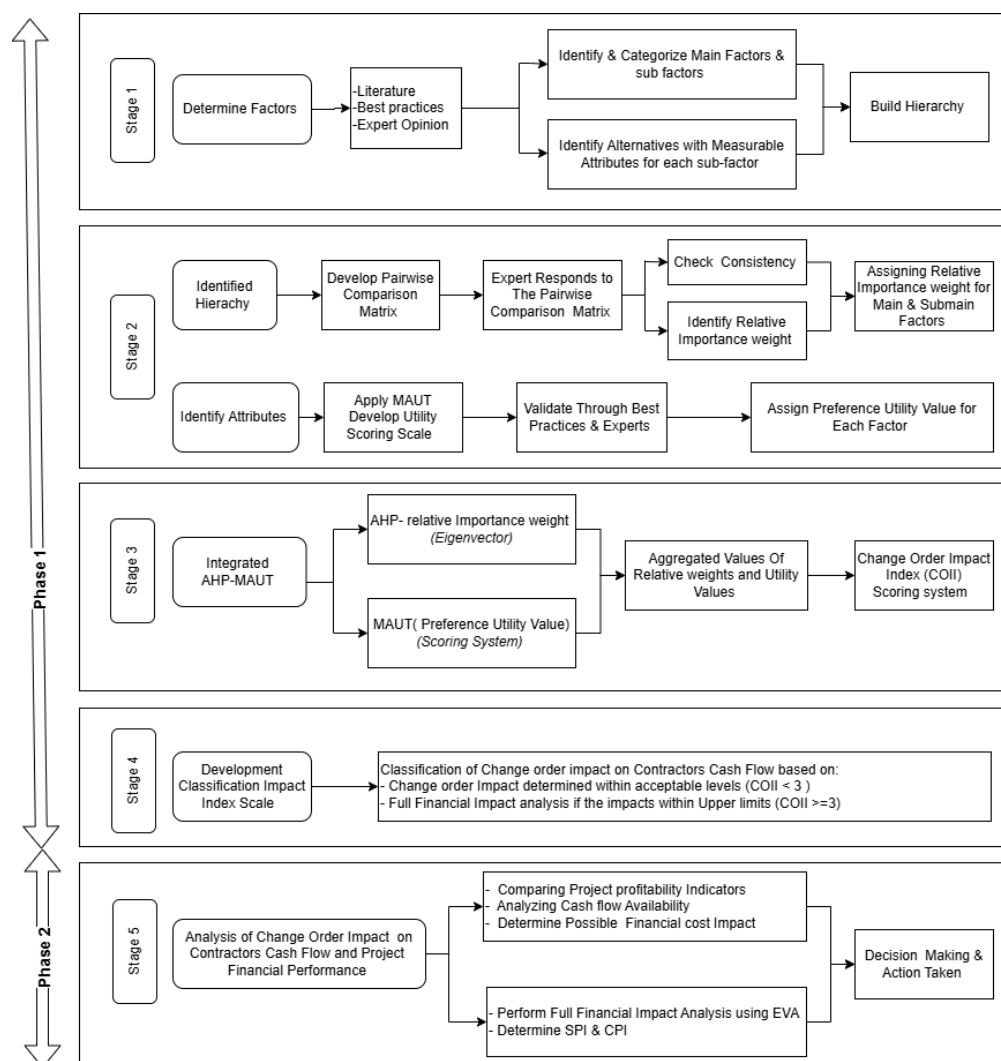 Phase 1
Phase 2
Stage 1
Determine Factors
-Literature
-Best practices
-Expert Opinion
Identify & Categorize Main Factors &
sub factors
Identify Alternatives with Measurable
Attributes for each sub-factor
Build Hierarchy
Stage 2
Identified
Hierachy
Develop Pairwise
Comparison
Matrix
Expert Responds to
The Pairwise
Comparison Matrix
Check Consistency
Identify Relative
Importance weight
Assigning Relative
Importance weight for
Main & Submain
Factors
Identify Attributes
Apply MAUT
Develop Utility
Scoring Scale
Validate Through Best
Practices & Experts
Assign Preference Utility Value for
Each Factor
Stage 3
Integrated
AHP-MAUT
AHP- relative Importance weight
(Eigenvector)
MAUT( Preference Utility Value)
(Scoring System)
Aggregated Values Of
Relative weights and Utility
Values
Change Order Impact
Index (COII)
Scoring system
Stage 4
Development
Classification Impact
Index Scale
Classification of Change order impact on Contractors Cash Flow based on:
- Change order Impact determined within acceptable levels (COII < 3 )
- Full Financial Impact analysis if the impacts within Upper limits (COII >=3)
Stage 5
Analysis of Change Order Impact on
Contractors Cash Flow and Project
Financial Performance
- Comparing Project profitability Indicators
- Analyzing Cash flow Availability
- Determine Possible Financial cost Impact
- Perform Full Financial Impact Analysis using EVA
- Determine SPI & CPI
Decision Making &
Action Taken